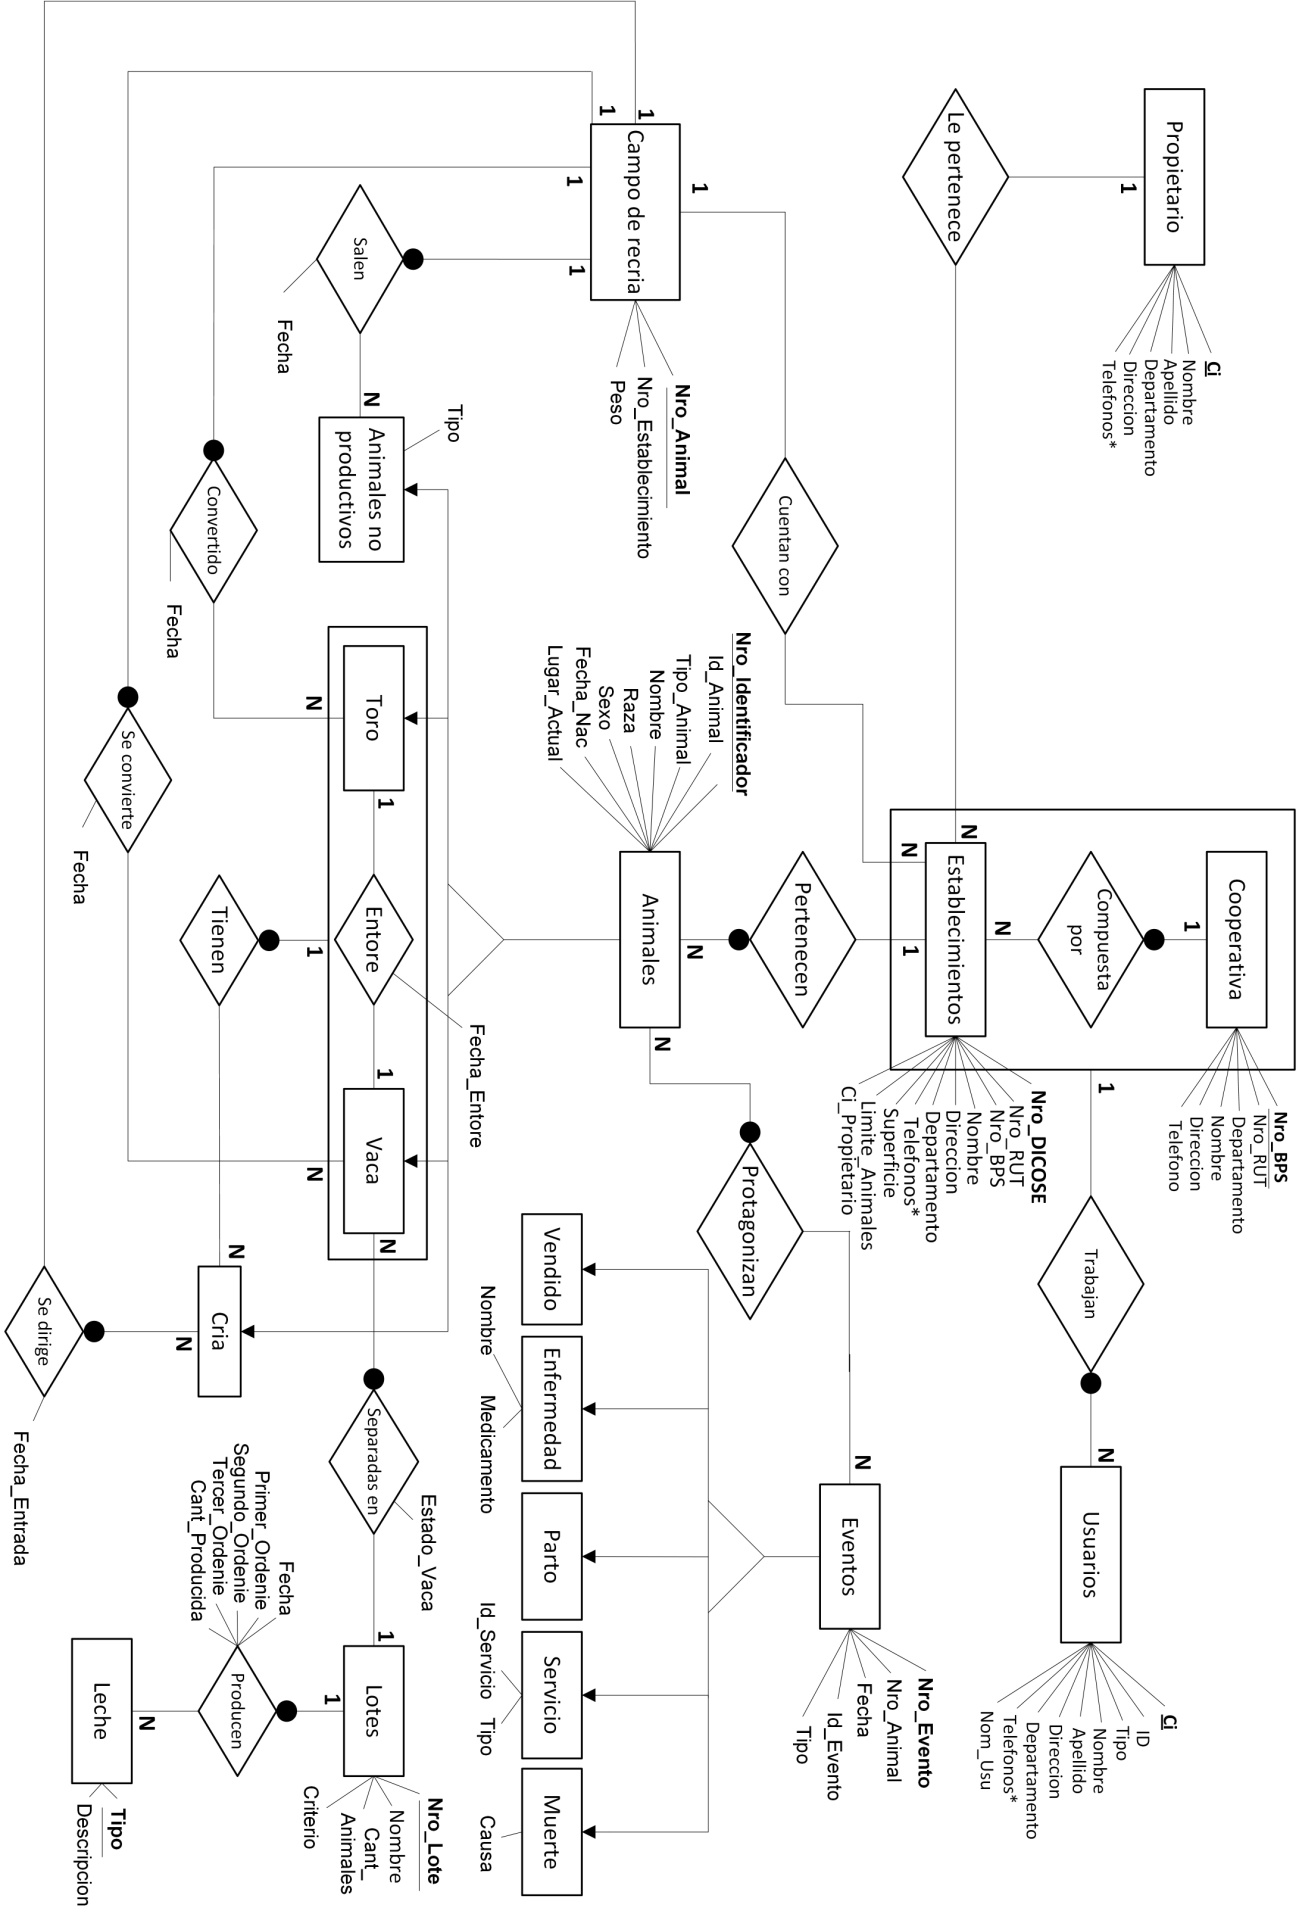 Propietario
Ci
Nombre
Apellido
Departamento
Direccion
Telefonos*
1
Le pertenece
N
Cooperativa
Nro_BPS
Nro_RUT
Departamento
Nombre
Direccion
Telefono
1
Compuesta
por
N
Establecimientos
Nro_DICOSE
Nro_RUT
Nro_BPS
Nombre
Direccion
Departamento
Telefonos*
Superficie
Limite_Animales
Ci_Propietario
1
Trabajan
N
Usuarios
Ci
ID
Tipo
Nombre
Apellido
Direccion
Departamento
Telefonos*
Nom_Usu
N
Cuentan con
1
1
Pertenecen
N
Campo de recria
Nro_Animal
Nro_Establecimiento
Peso
1
1
1
1
Animales
Nro_Identificador
Id_Animal
Tipo_Animal
Nombre
Raza
Sexo
Fecha_Nac
Lugar_Actual
N
Protagonizan
N
Eventos
Nro_Evento
Nro_Animal
Fecha
Id_Evento
Tipo
Vendido
Enfermedad
Nombre
Medicamento
Parto
Servicio
Id_Servicio
Tipo
Muerte
Causa
Salen
Fecha
N
Animales no
productivos
Tipo
Toro
1
Entore
Fecha_Entore
1
Vaca
N
N
N
Separadas en
Estado_Vaca
1
Lotes
Nro_Lote
Nombre
Cant_
Animales
Criterio
1
Convertido
Fecha
1
Tienen
N
Cria
N
Se convierte
Fecha
Se dirige
Fecha_Entrada
Producen
Fecha
Primer_Ordenie
Segundo_Ordenie
Tercer_Ordenie
Cant_Producida
N
Leche
Tipo
Descripcion